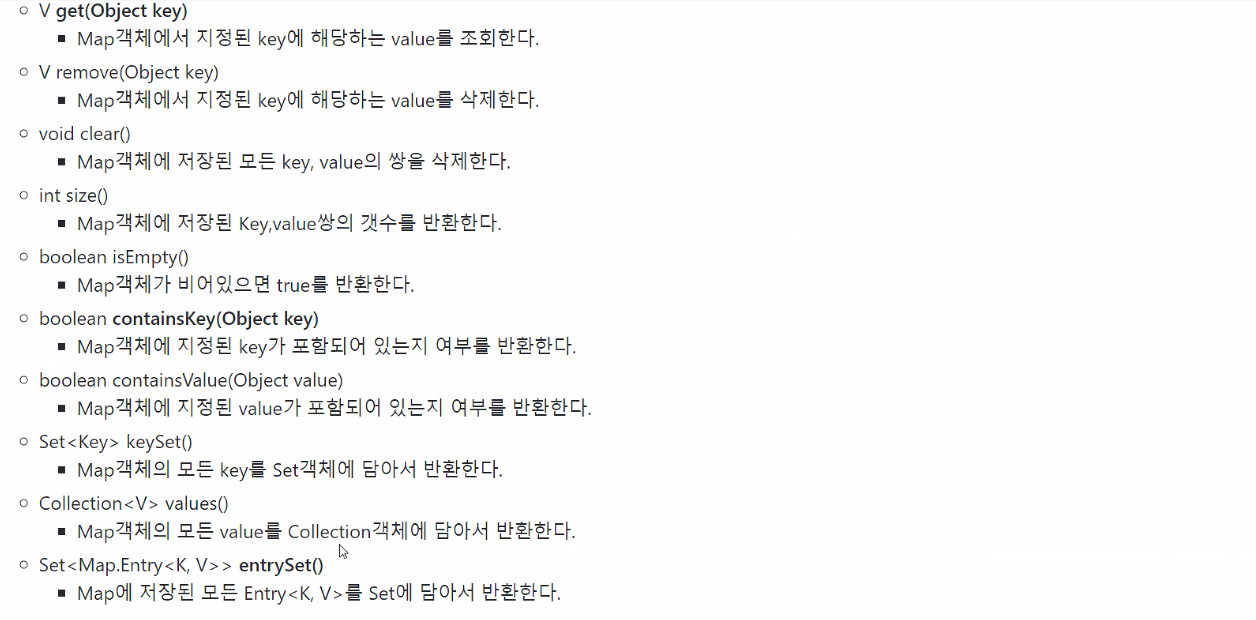 V get(Object key)
Map객체에서 지정된 key에 해당하는 value를 조회한다.
V remove(Object key)
Map객체에서 지정된 key에 해당하는 value를 삭제한다.
void clear()
Map객체에 저장된 모든 key, value의 쌍을 삭제한다.
int size()
Map객체에 저장된 Key,value쌍의 갯수를 반환한다.
boolean isEmpty()
Map객체가 비어있으면 true를 반환한다.
boolean containsKey(Object key)
Map객체에 지정된 key가 포함되어 있는지 여부를 반환한다.
boolean containsValue(Object value)
Map객체에 지정된 value가 포함되어 있는지 여부를 반환한다.
Set<Key> keySet()
Map객체의 모든 key를 Set객체에 담아서 반환한다.
Collection<V> values()
Map객체의 모든 value를 Collection객체에 담아서 반환한다.
Set<Map.Entry<K, V>> entrySet()
Map에 저장된 모든 Entry<K, V>를 Set에 담아서 반환한다.